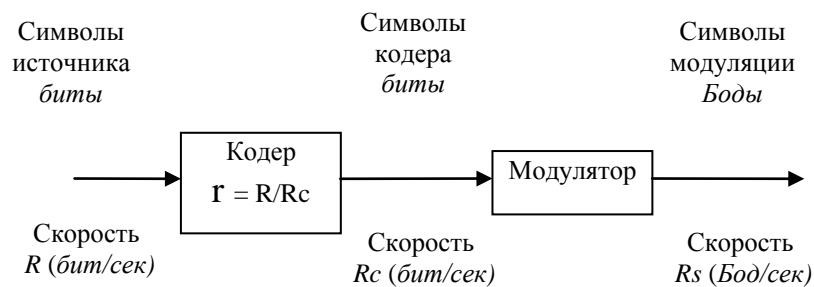 Символы
источника
биты
Символы
кодера
биты
Символы
модуляции
Боды
Кодер
r = R/Rc
Модулятор
Скорость
R (бит/сек)
Скорость
Rc (бит/сек)
Скорость
Rs (Бод/сек)